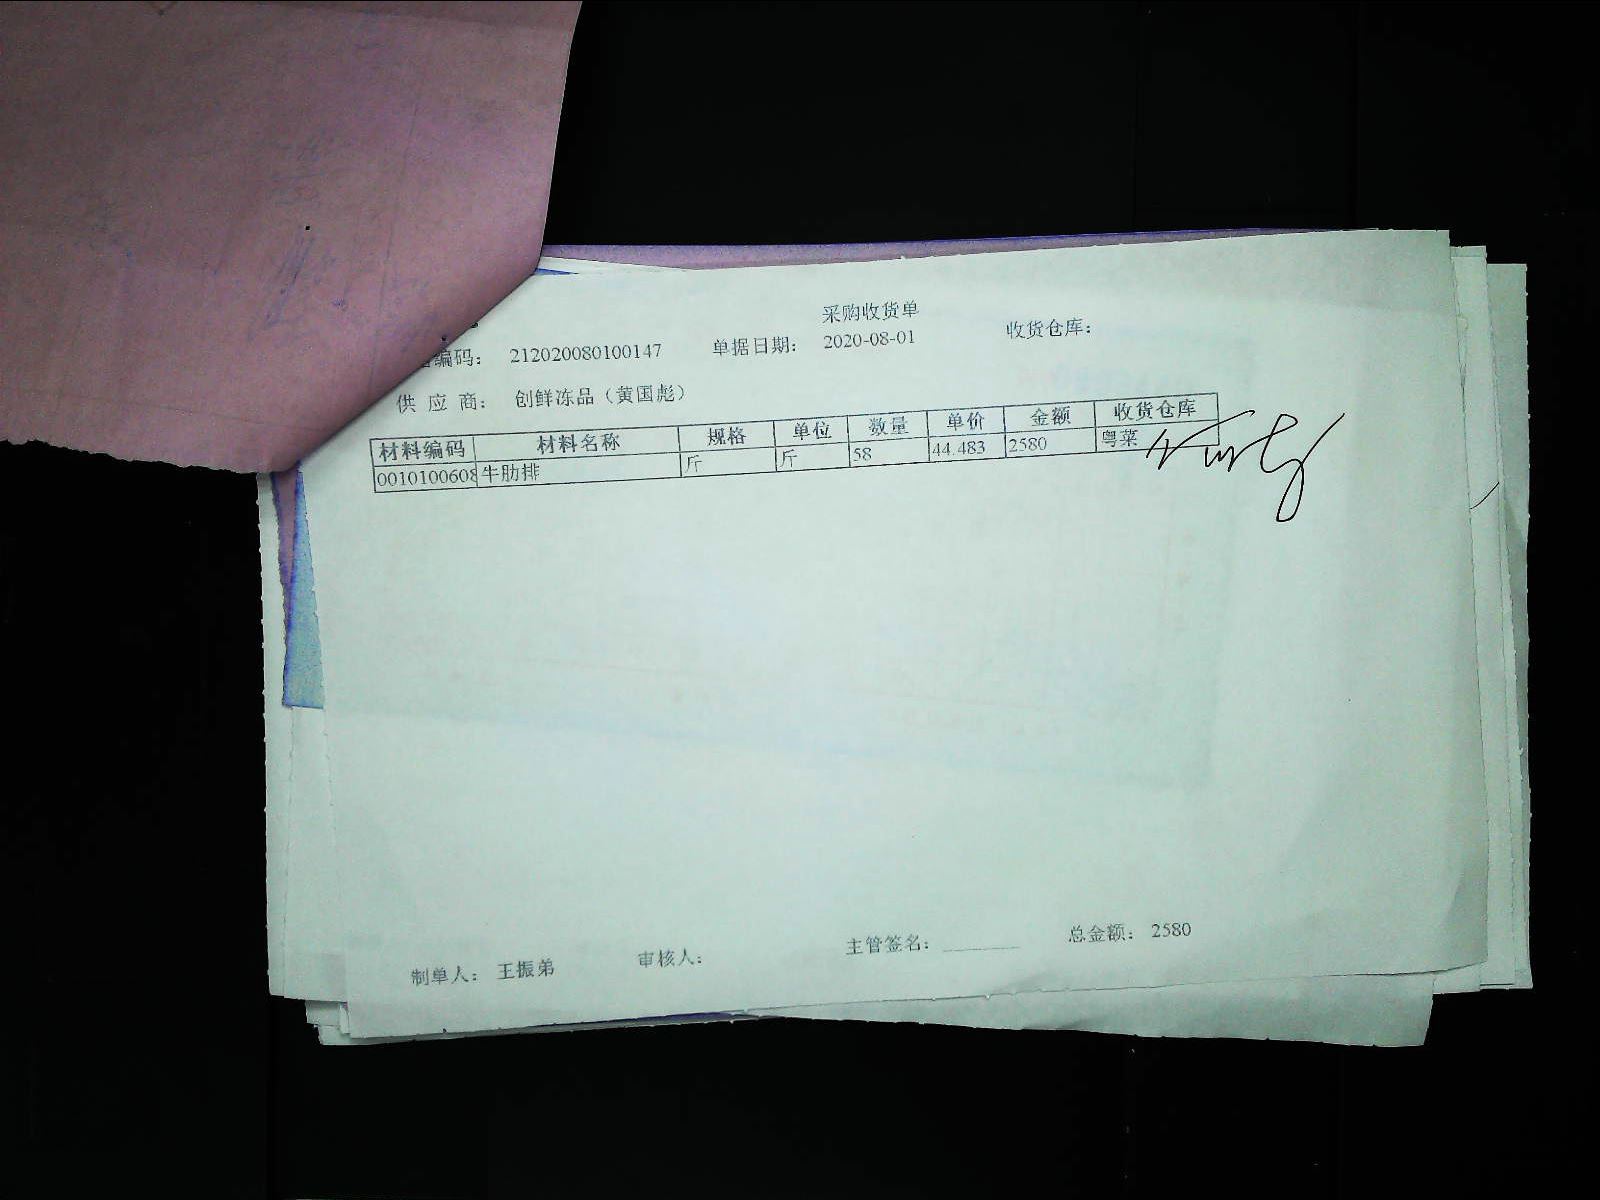 采购收货单
编码： 212020080100147 单据日期： 2020-08-01 收货仓库：
供 应 商： 创鲜冻品（黄国彪）
材料编码 材料名称 规格 单位 数量 单价 金额 收货仓库
0010100608 牛肋排 斤 斤 58 44.483 2580 粤菜
制单人： 王振弟 审核人： 主管签名： 总金额： 2580